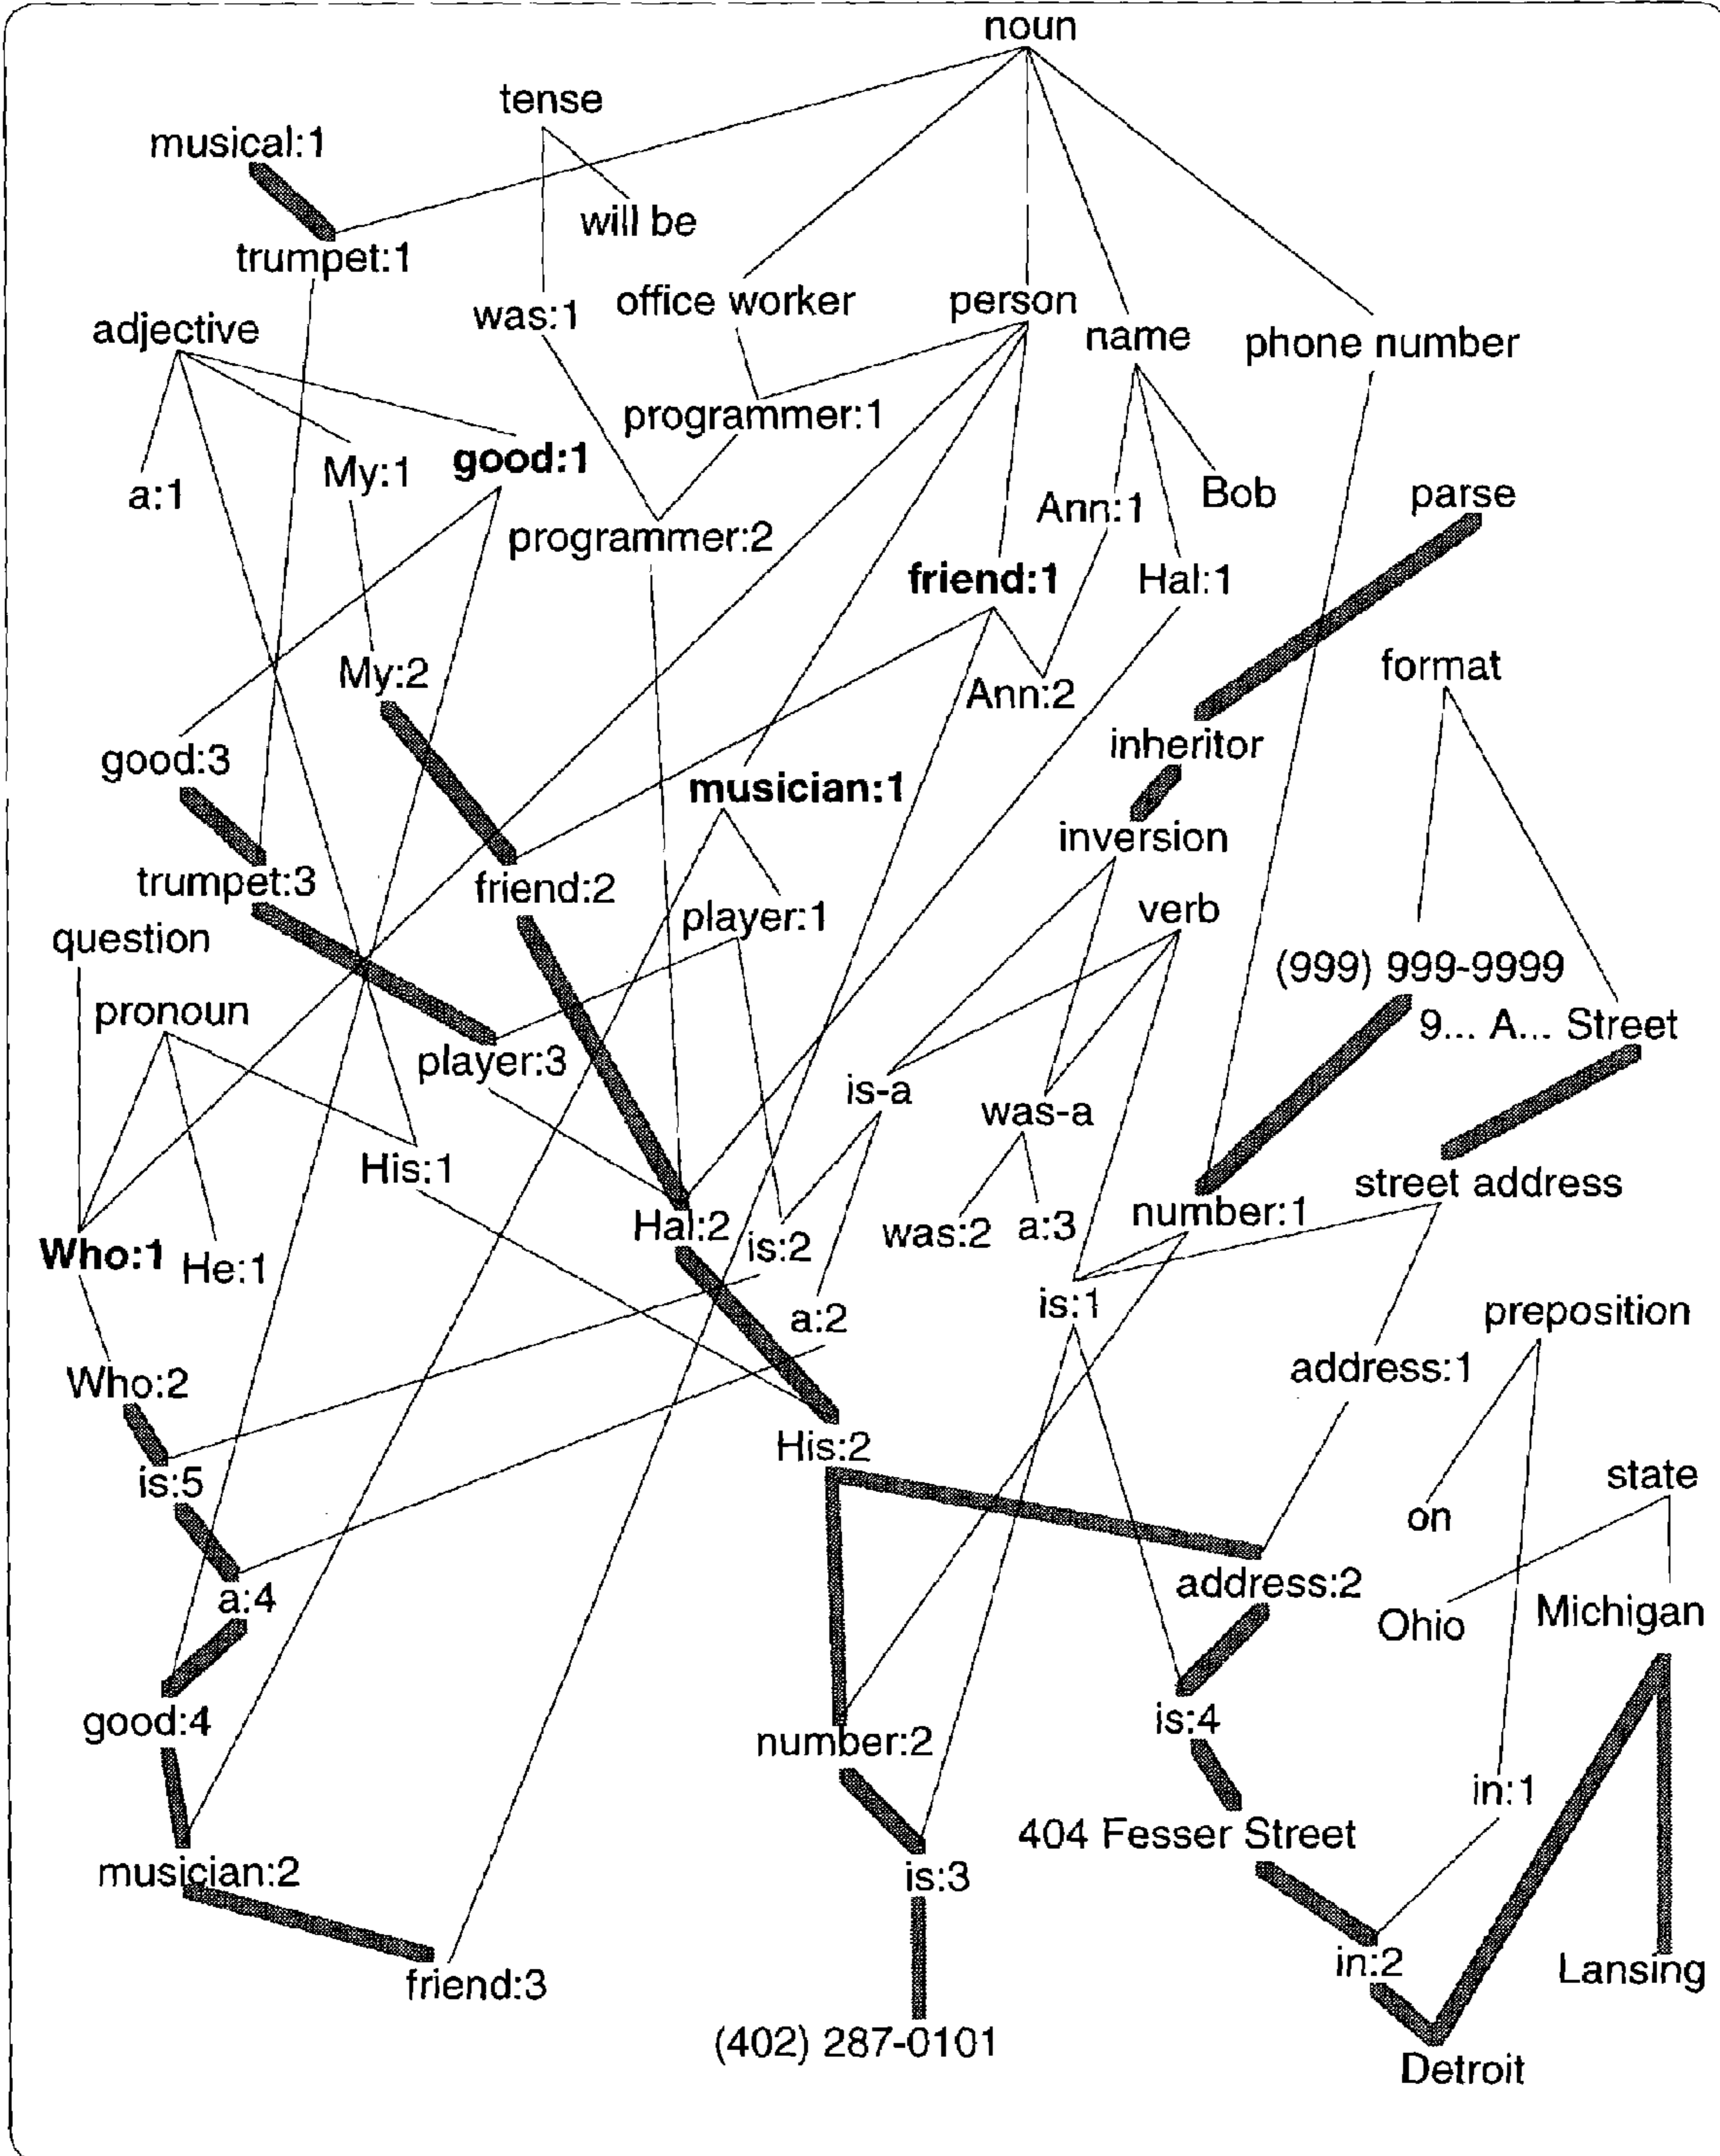 noun
tense
musical:1
will be
trumpet:1
office worker
person
was:1
adjective
name
phone number
programmer:1
good:1
My:1
a:1
Bob
parse
Ann:1
programmer:2
friend:1
Hal:1
format
My:2
Ann:2
inheritor
good:3
musician:1
inversion
trumpet:3
friend:2
verb
player:1
question
(999) 999-9999
pronoun
9... A... Street
player:3
is-a
was-a
His:1
street address
number:1
Hal:2
was:2
a:3
is:2
Who:1
He:1
is:1
preposition
a:2
address:1
Who:2
His:2
state
is:5
on
address:2
a:4
Michigan
Ohio
good:4
is:4
number:2
in:1
404 Fesser Street
musician:2
is:3
in:2
Lansing
friend:3
(402) 287-0101
Detroit